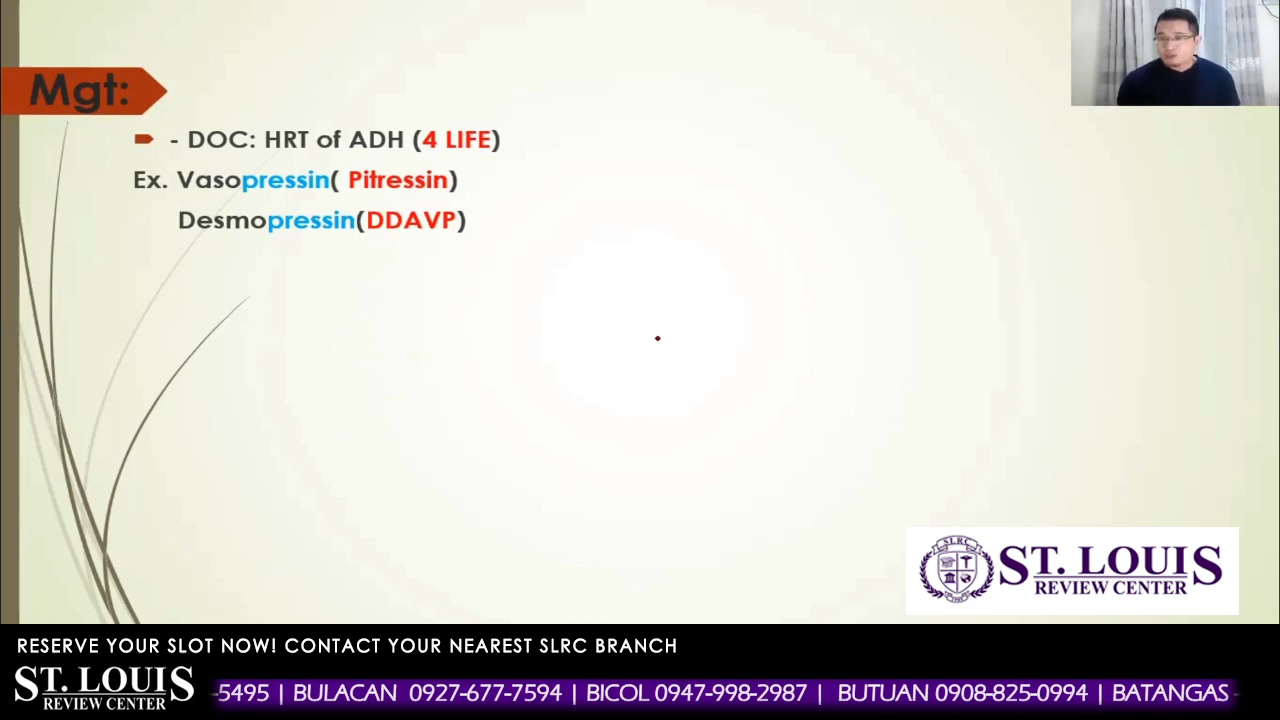 Mgt:
- DOC: HRT of ADH (4 LIFE)
Ex. Vasopressin( Pitressin)
Desmopressin(DDAVP)
SLRC
ST. LOUIS
REVIEW CENTER
RESERVE YOUR SLOT NOW! CONTACT YOUR NEAREST SLRC BRANCH
ST. LOUIS
REVIEW CENTER
-5495 | BULACAN 0927-677-7594 | BICOL 0947-998-2987 | BUTUAN 0908-825-0994 | BATANGAS